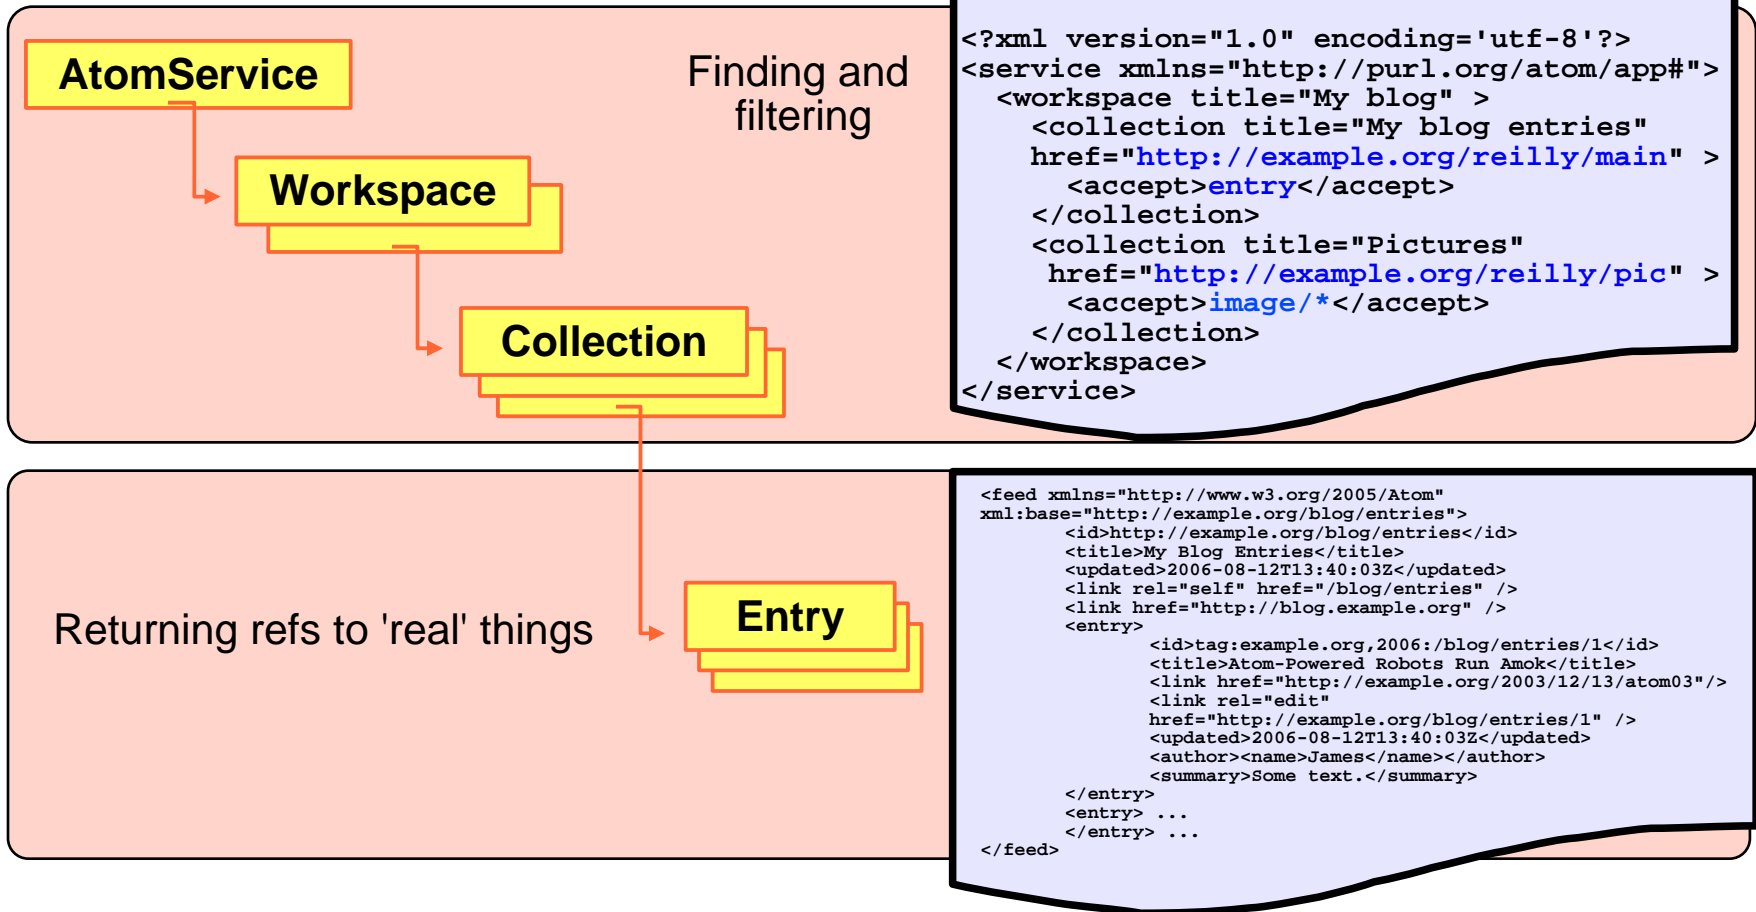 AtomService
Workspace
Collection
Finding and
filtering
<?xml version="1.0" encoding='utf-8'?>
<service xmlns="http://purl.org/atom/app#">
<workspace title="My blog" >
<collection title="My blog entries"
href="http://example.org/reilly/main" >
<accept>entry</accept>
</collection>
<collection title="Pictures"
href="http://example.org/reilly/pic" >
<accept>image/*</accept>
</collection>
</workspace>
</service>
Returning refs to 'real' things
Entry
<feed xmlns="http://www.w3.org/2005/Atom"
xml:base="http://example.org/blog/entries">
<id>http://example.org/blog/entries</id>
<title>My Blog Entries</title>
<updated>2006-08-12T13:40:03Z</updated>
<link rel="self" href="/blog/entries" />
<link href="http://blog.example.org" />
<entry>
<id>tag:example.org,2006:/blog/entries/1</id>
<title>Atom-Powered Robots Run Amok</title>
<link href="http://example.org/2003/12/13/atom03"/>
<link rel="edit"
href="http://example.org/blog/entries/1" />
<updated>2006-08-12T13:40:03Z</updated>
<author><name>James</name></author>
<summary>Some text.</summary>
</entry>
<entry> ...
</entry> ...
</feed>